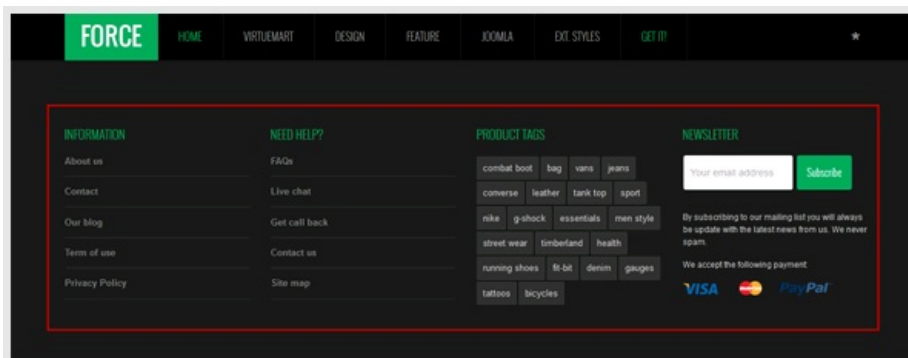 FORCE HOME VIRTUEMART DESIGN FEATURE JOOMLA EXT. STYLES GET IT!
INFORMATION
About us
Contact
Our blog
Term of use
Privacy Policy
NEED HELP?
FAQs
Live chat
Get call back
Contact us
Site map
PRODUCT TAGS
combat boot bag vans jeans
converse leather tank top sport
nike g-shock essentials men style
street wear timberland health
running shoes fit-bit denim gauges
tattoos bicycles
NEWSLETTER
Your email address Subscribe
By subscribing to our mailing list you will always
be update with the latest news from us. We never
spam.
We accept the following payment
VISA MasterCard PayPal